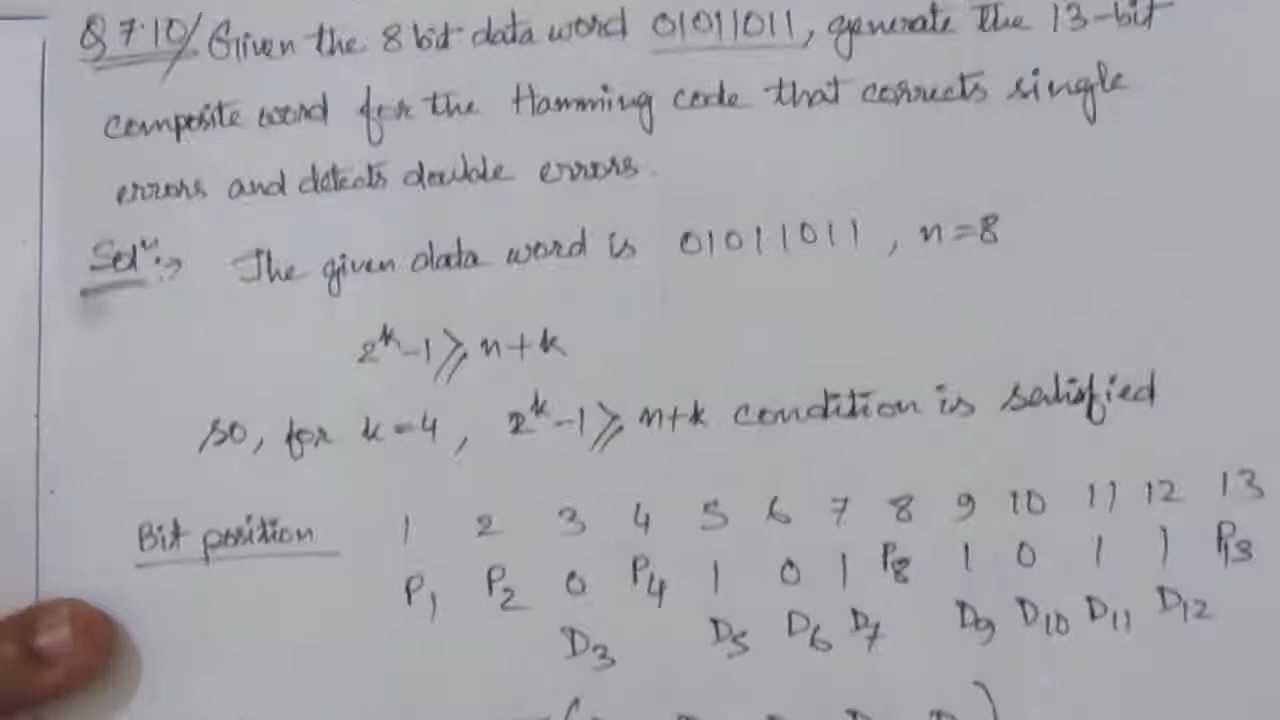 Q 7.10/ Given the 8 bit data word 01011011, generate the 13-bit
composite word for the Hamming code that corrects single
errors and detects double errors.
Solⁿ:→ The given data word is 01011011, n=8
2ᵏ-1 ≥ n+k
so, for k=4, 2ᵏ-1 ≥ n+k condition is satisfied
Bit position 1 2 3 4 5 6 7 8 9 10 11 12 13
P₁ P₂ 0 P₄ 1 0 1 P₈ 1 0 1 1 P₁₃
D₃ D₅ D₆ D₇ D₉ D₁₀ D₁₁ D₁₂